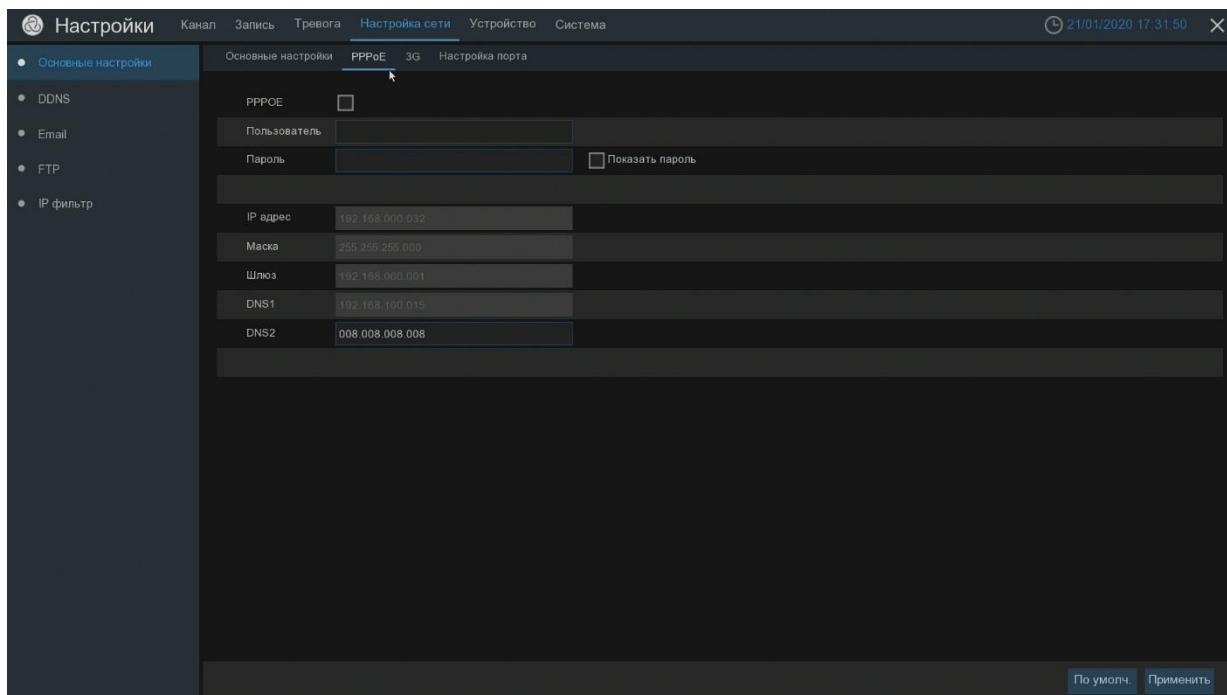 Настройки Канал Запись Тревога Настройка сети Устройство Система 21/01/2020 17:31:50
Основные настройки PPPoE 3G Настройка порта
Основные настройки
DDNS
Email
FTP
IP фильтр
PPPOE
Пользователь
Пароль Показать пароль
IP адрес 192.168.000.032
Маска 255.255.255.000
Шлюз 192.168.000.001
DNS1 192.168.100.015
DNS2 008.008.008.008
По умолч. Применить